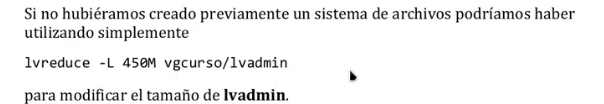 Si no hubiéramos creado previamente un sistema de archivos podríamos haber
utilizando simplemente
lvreduce -L 450M vgcurso/lvadmin
para modificar el tamaño de lvadmin.